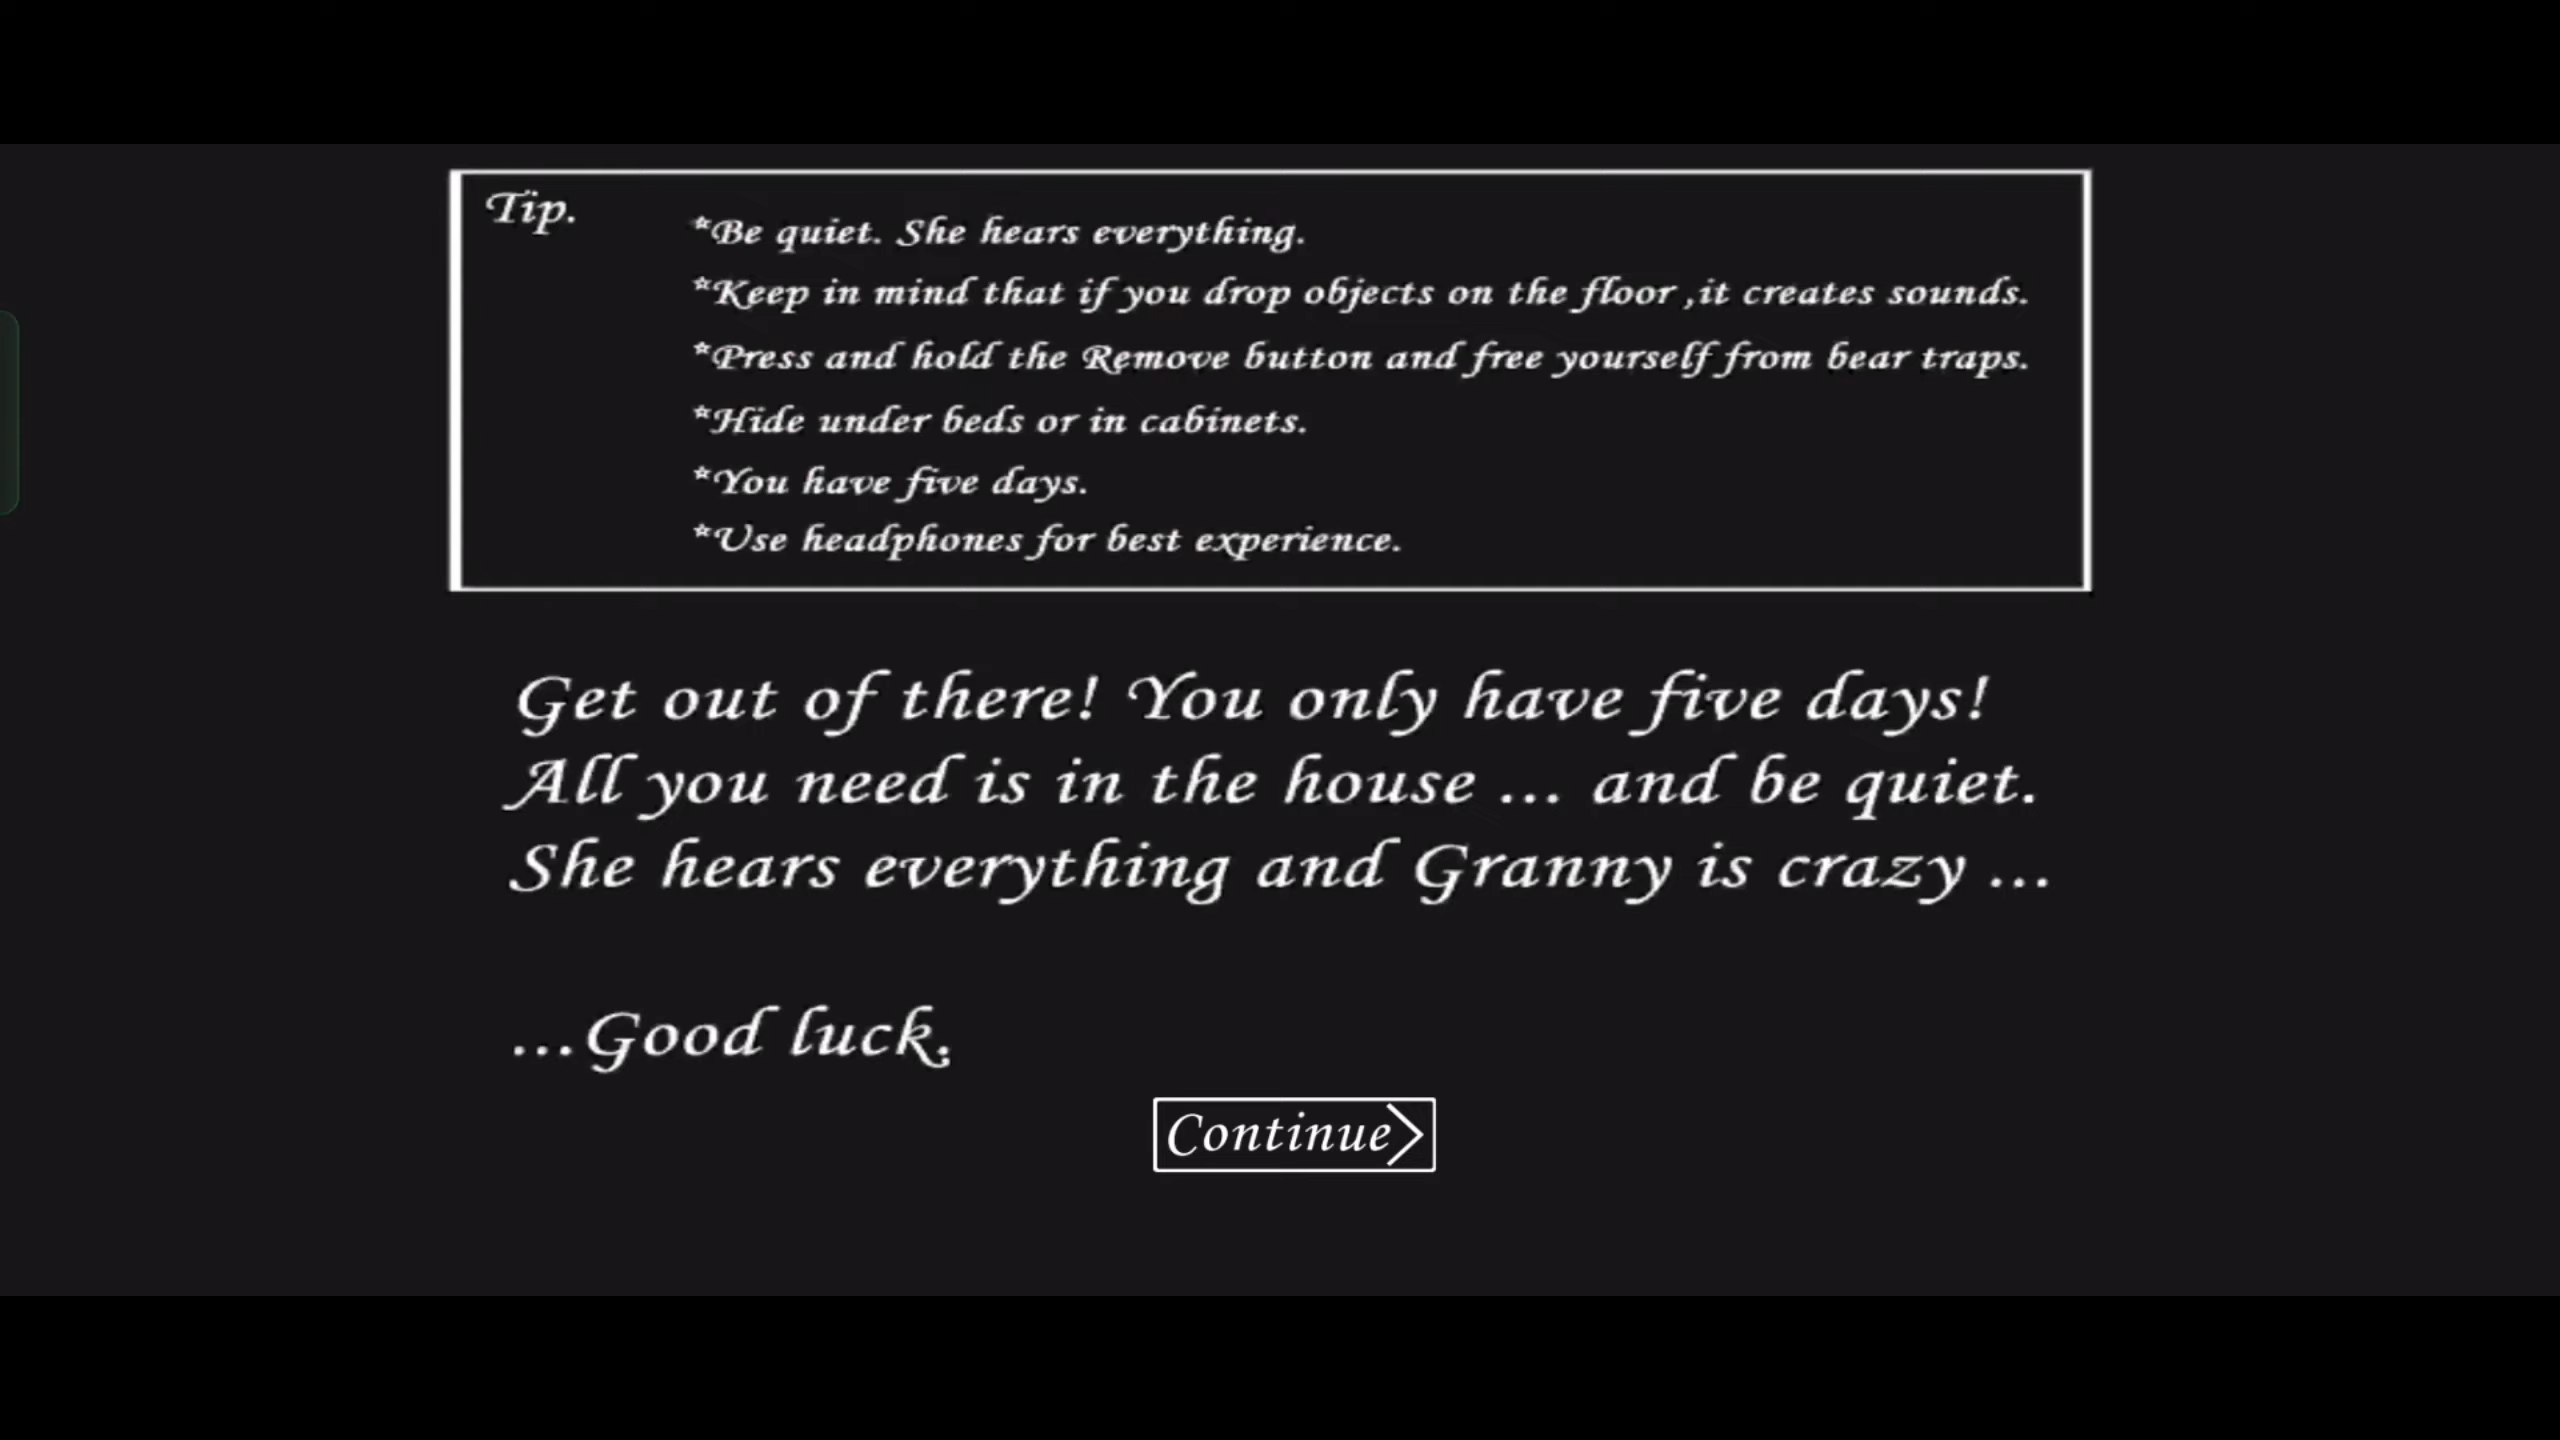 Tip.
*Be quiet. She hears everything.
*Keep in mind that if you drop objects on the floor ,it creates sounds.
*Press and hold the Remove button and free yourself from bear traps.
*Hide under beds or in cabinets.
*You have five days.
*Use headphones for best experience.
Get out of there! You only have five days!
All you need is in the house ... and be quiet.
She hears everything and Granny is crazy ...
...Good luck.
Continue>